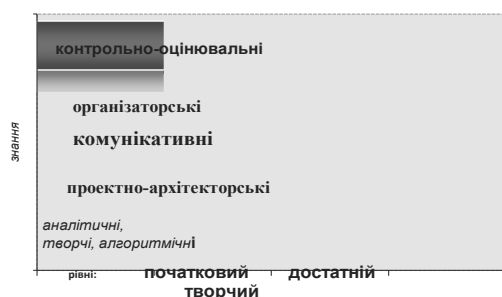 контрольно-оцінювальні
організаторські
комунікативні
проектно-архітекторські
аналітичні,
творчі, алгоритмічні
знання
рівні: початковий достатній
творчий